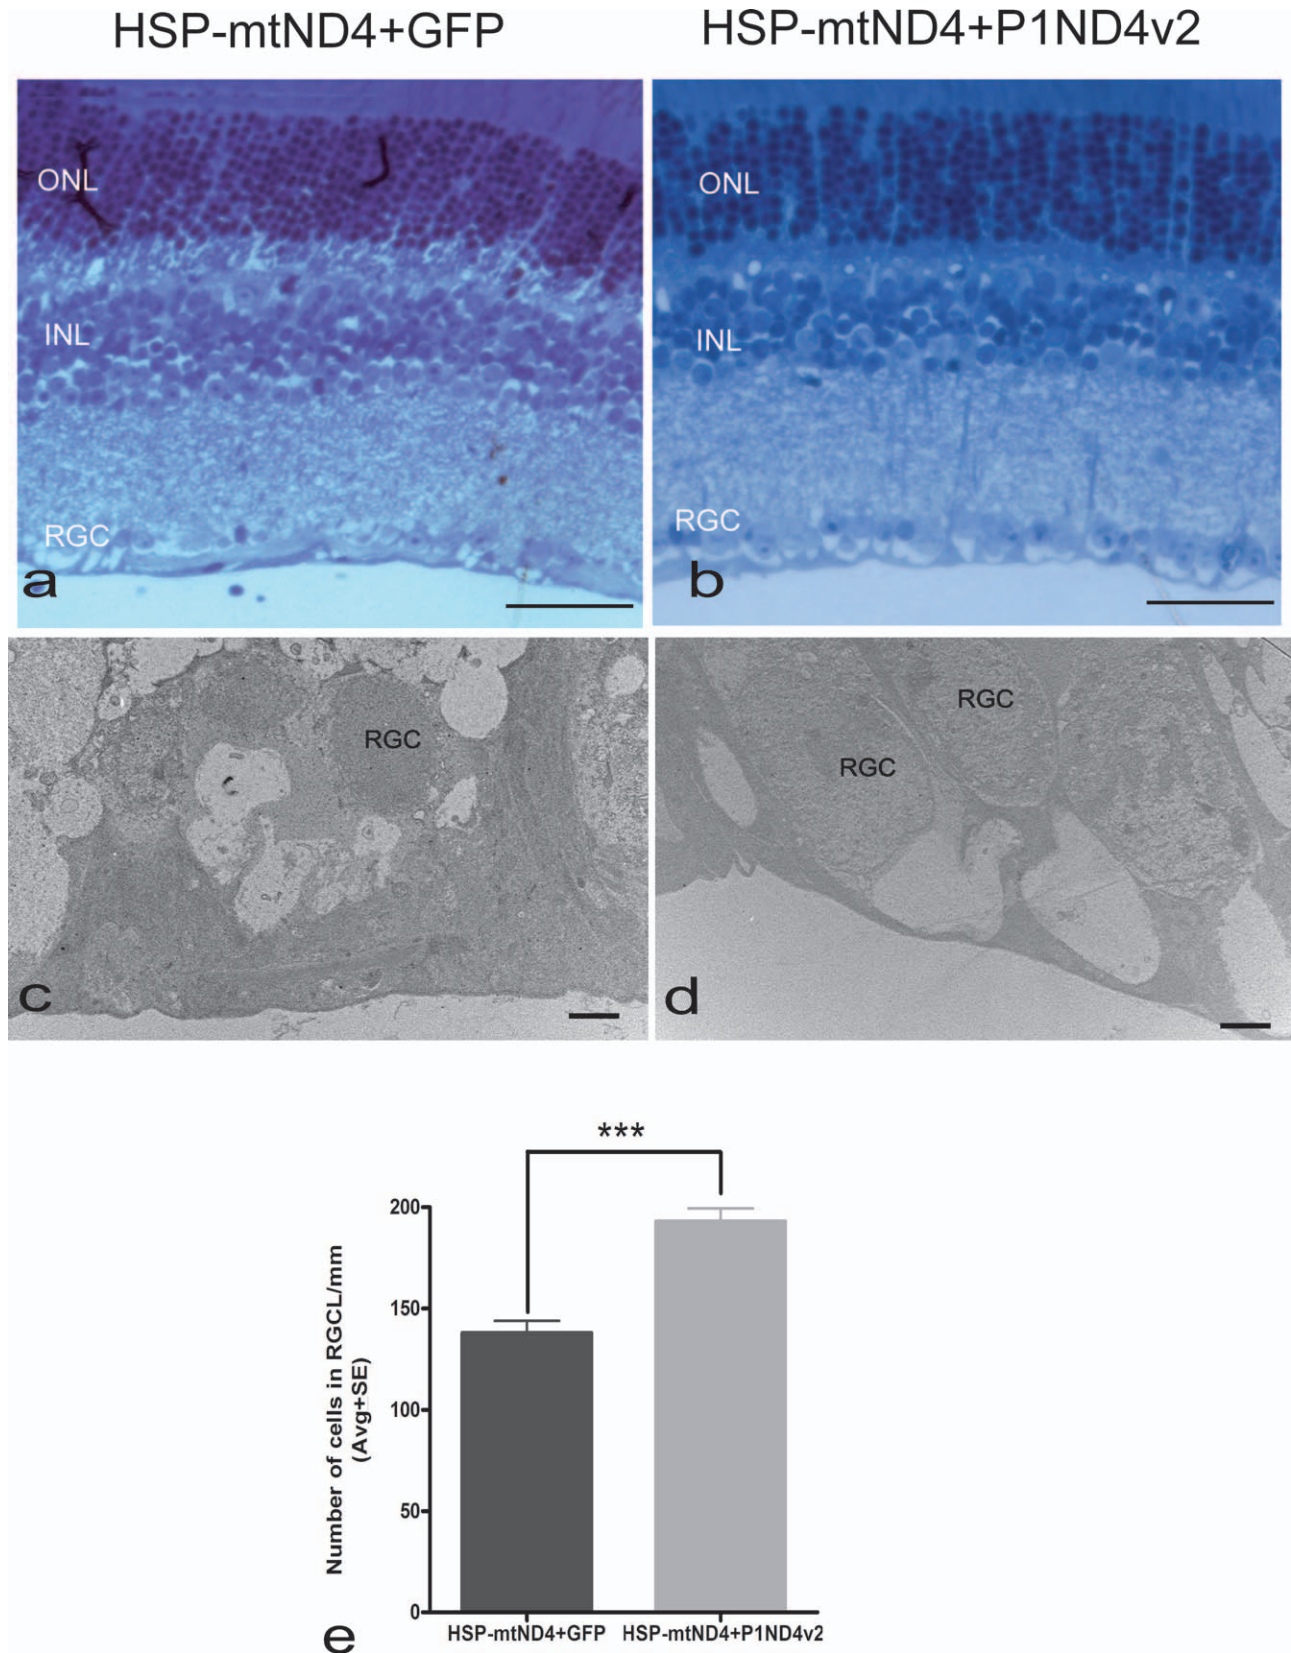 HSP-mtND4+GFP
HSP-mtND4+P1ND4v2
ONL
INL
RGC
a
ONL
INL
RGC
b
RGC
c
RGC
RGC
d
***
Number of cells in RGCL/mm
(Avg±SE)
200
150
100
50
0
HSP-mtND4+GFP
HSP-mtND4+P1ND4v2
e